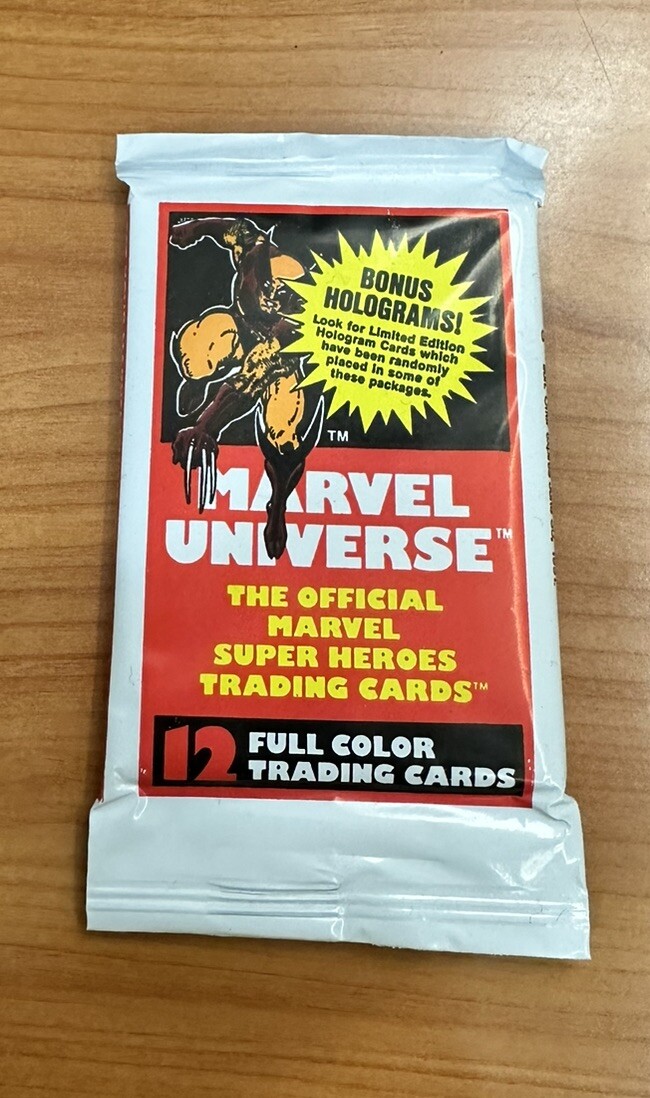 BONUS
HOLOGRAMS!
Look for Limited Edition
Hologram Cards which
have been randomly
placed in some of
these packages.
TM
MARVEL
UNIVERSE™
THE OFFICIAL
MARVEL
SUPER HEROES
TRADING CARDS™
12 FULL COLOR
TRADING CARDS